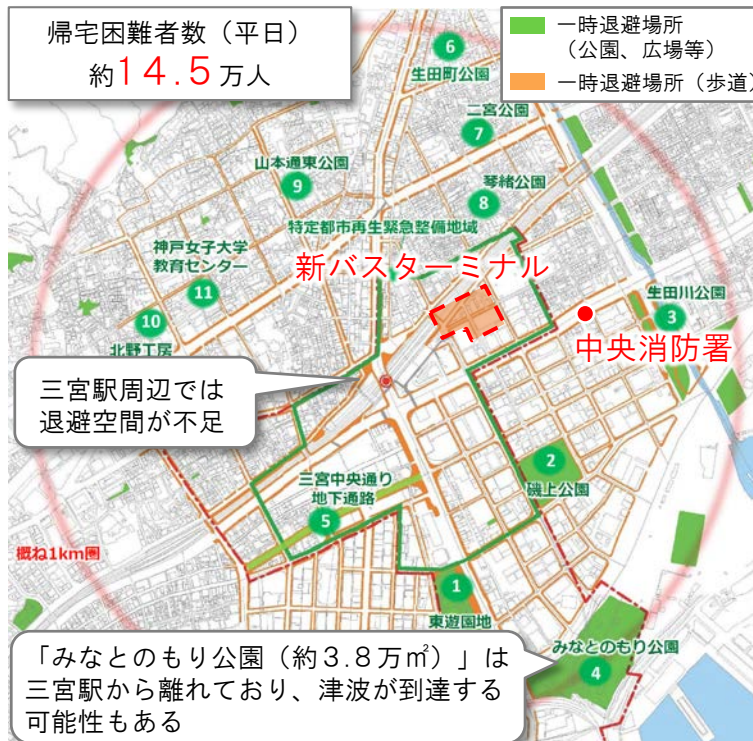 帰宅困難者数（平日）
約14.5万人
一時退避場所
（公園、広場等）
一時退避場所（歩道）
6
生田町公園
二宮公園
7
山本通東公園
9
琴緒公園
8
特定都市再生緊急整備地域
神戸女子大学
教育センター
11
新バスターミナル
生田川公園
3
10
北野工房
中央消防署
三宮駅周辺では
退避空間が不足
2
磯上公園
三宮中央通り
地下通路
5
概ね1km圏
1
東遊園地
みなとのもり公園
4
「みなとのもり公園（約3.8万㎡）」は
三宮駅から離れており、津波が到達する
可能性もある